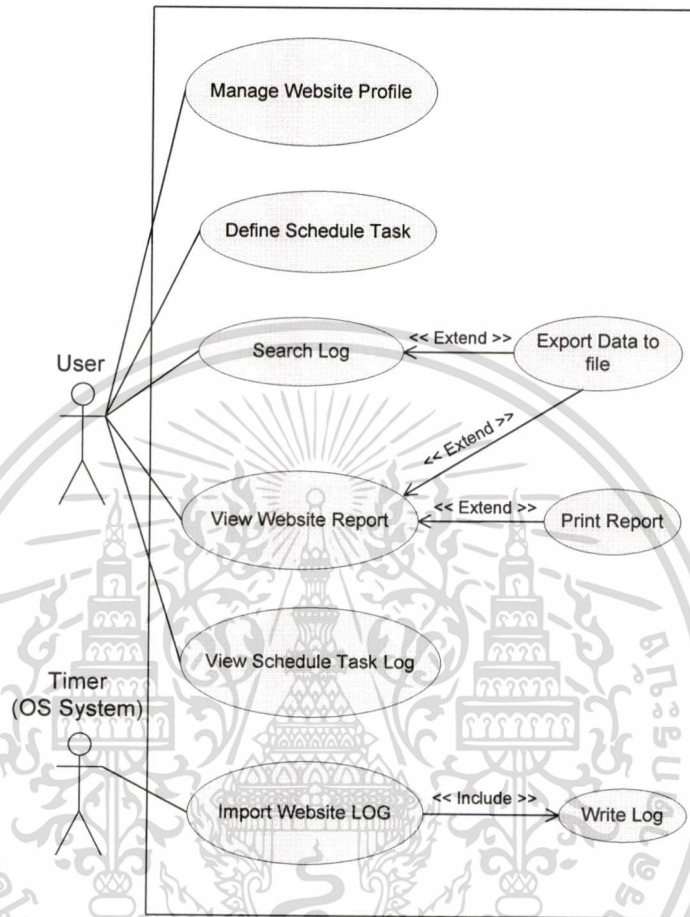 Manage Website Profile
Define Schedule Task
User
Search Log
<< Extend >>
Export Data to
file
<< Extend >>
View Website Report
<< Extend >>
Print Report
View Schedule Task Log
Timer
(OS System)
Import Website LOG
<< Include >>
Write Log